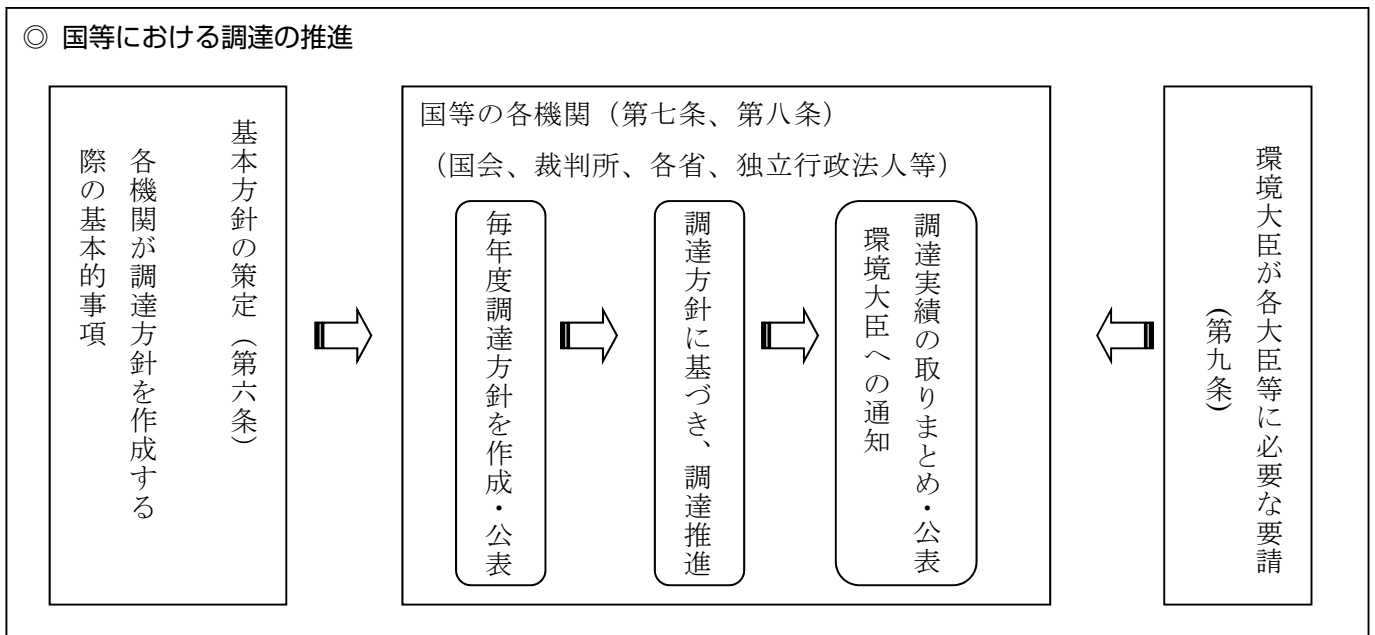 ◎ 国等における調達の推進
基本方針の策定（第六条）
各機関が調達方針を作成する
際の基本的事項
国等の各機関（第七条、第八条）
（国会、裁判所、各省、独立行政法人等）
毎年度調達方針を作成・公表
調達方針に基づき、調達推進
調達実績の取りまとめ・公表
環境大臣への通知
環境大臣が各大臣等に必要な要請
（第九条）